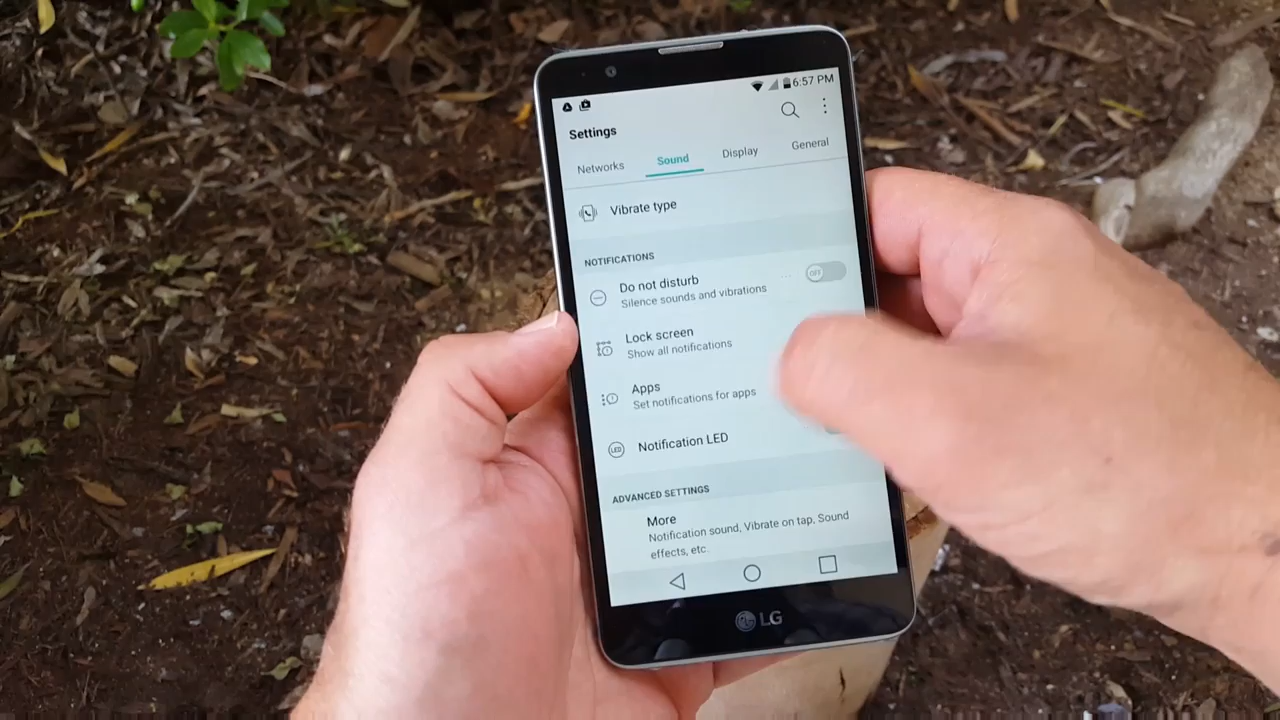 6:57 PM
Settings
Networks Sound Display General
Vibrate type
NOTIFICATIONS
Do not disturb
Silence sounds and vibrations
OFF
Lock screen
Show all notifications
Apps
Set notifications for apps
LED
Notification LED
ADVANCED SETTINGS
More
Notification sound, Vibrate on tap, Sound
effects, etc.
LG